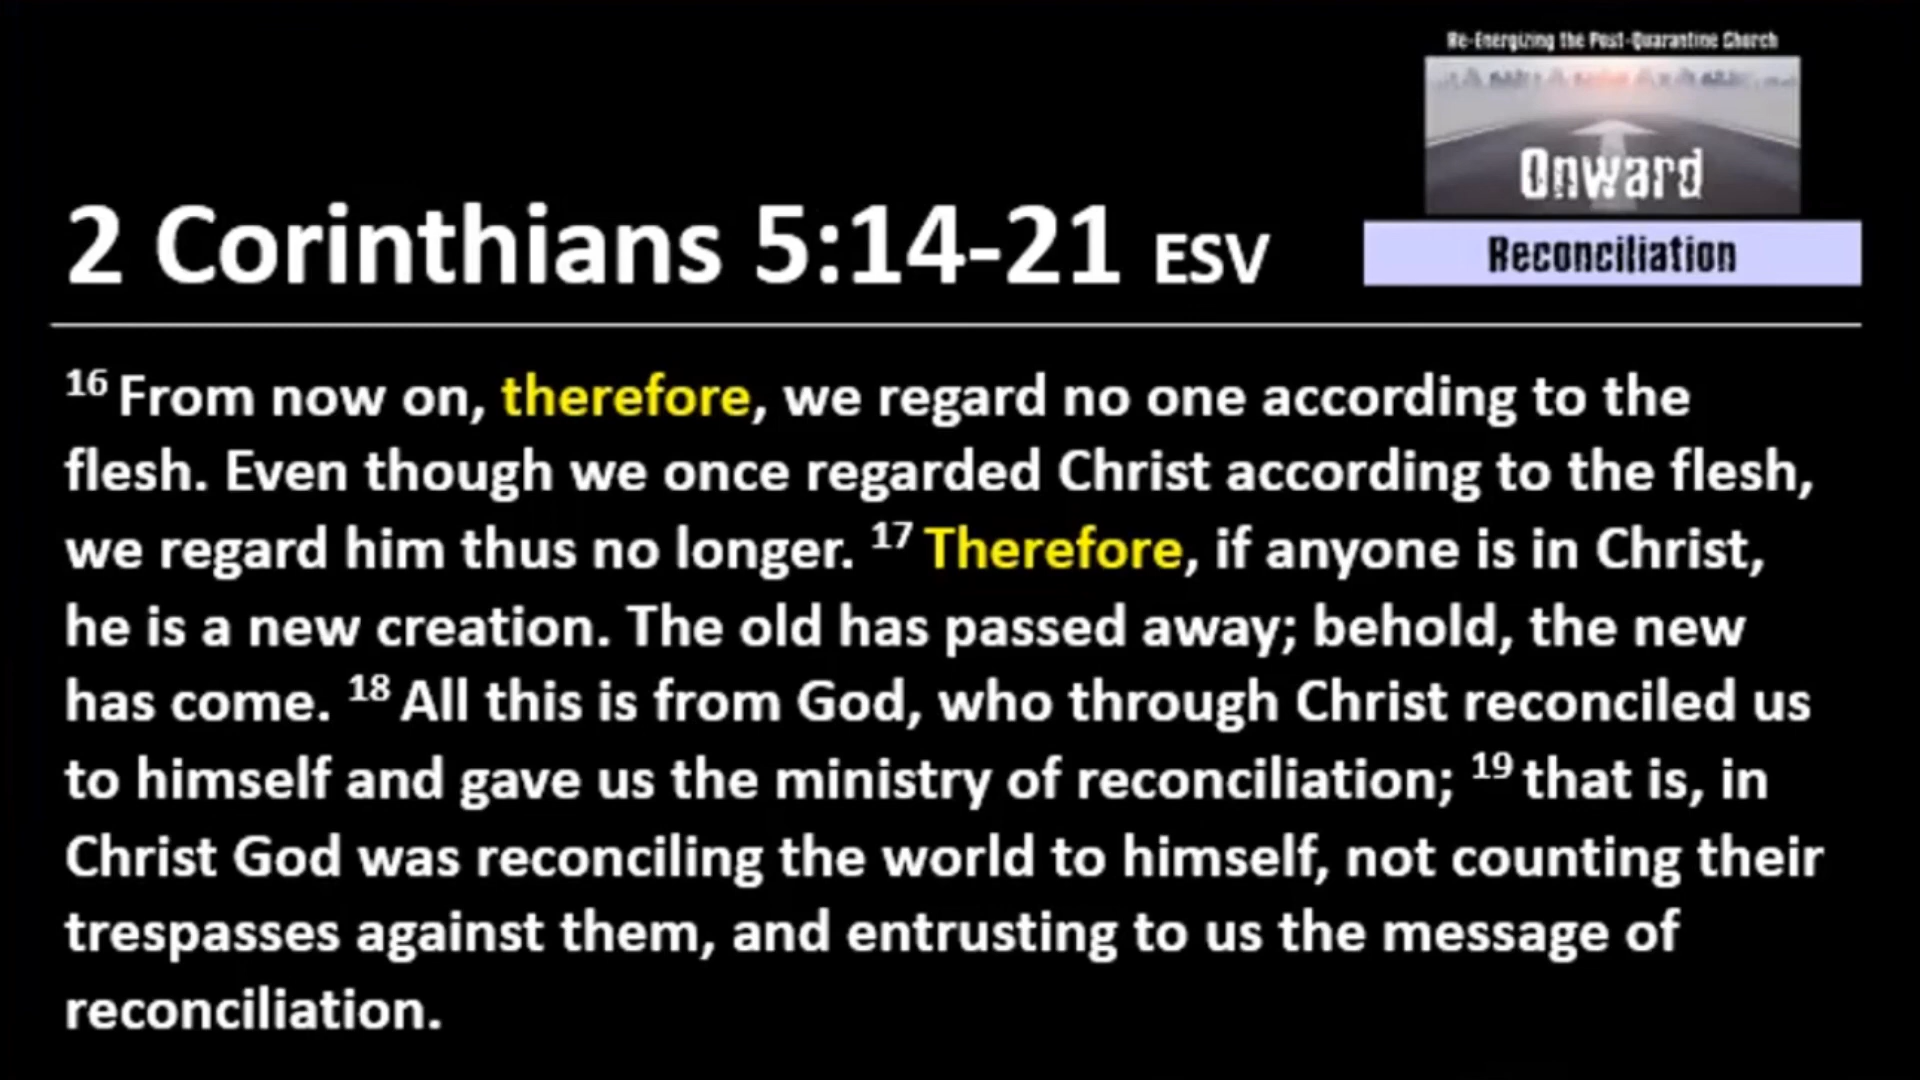 Re-Energizing the Post-Quarantine Church
Onward
2 Corinthians 5:14-21 ESV
Reconciliation
16 From now on, therefore, we regard no one according to the
flesh. Even though we once regarded Christ according to the flesh,
we regard him thus no longer. 17 Therefore, if anyone is in Christ,
he is a new creation. The old has passed away; behold, the new
has come. 18 All this is from God, who through Christ reconciled us
to himself and gave us the ministry of reconciliation; 19 that is, in
Christ God was reconciling the world to himself, not counting their
trespasses against them, and entrusting to us the message of
reconciliation.